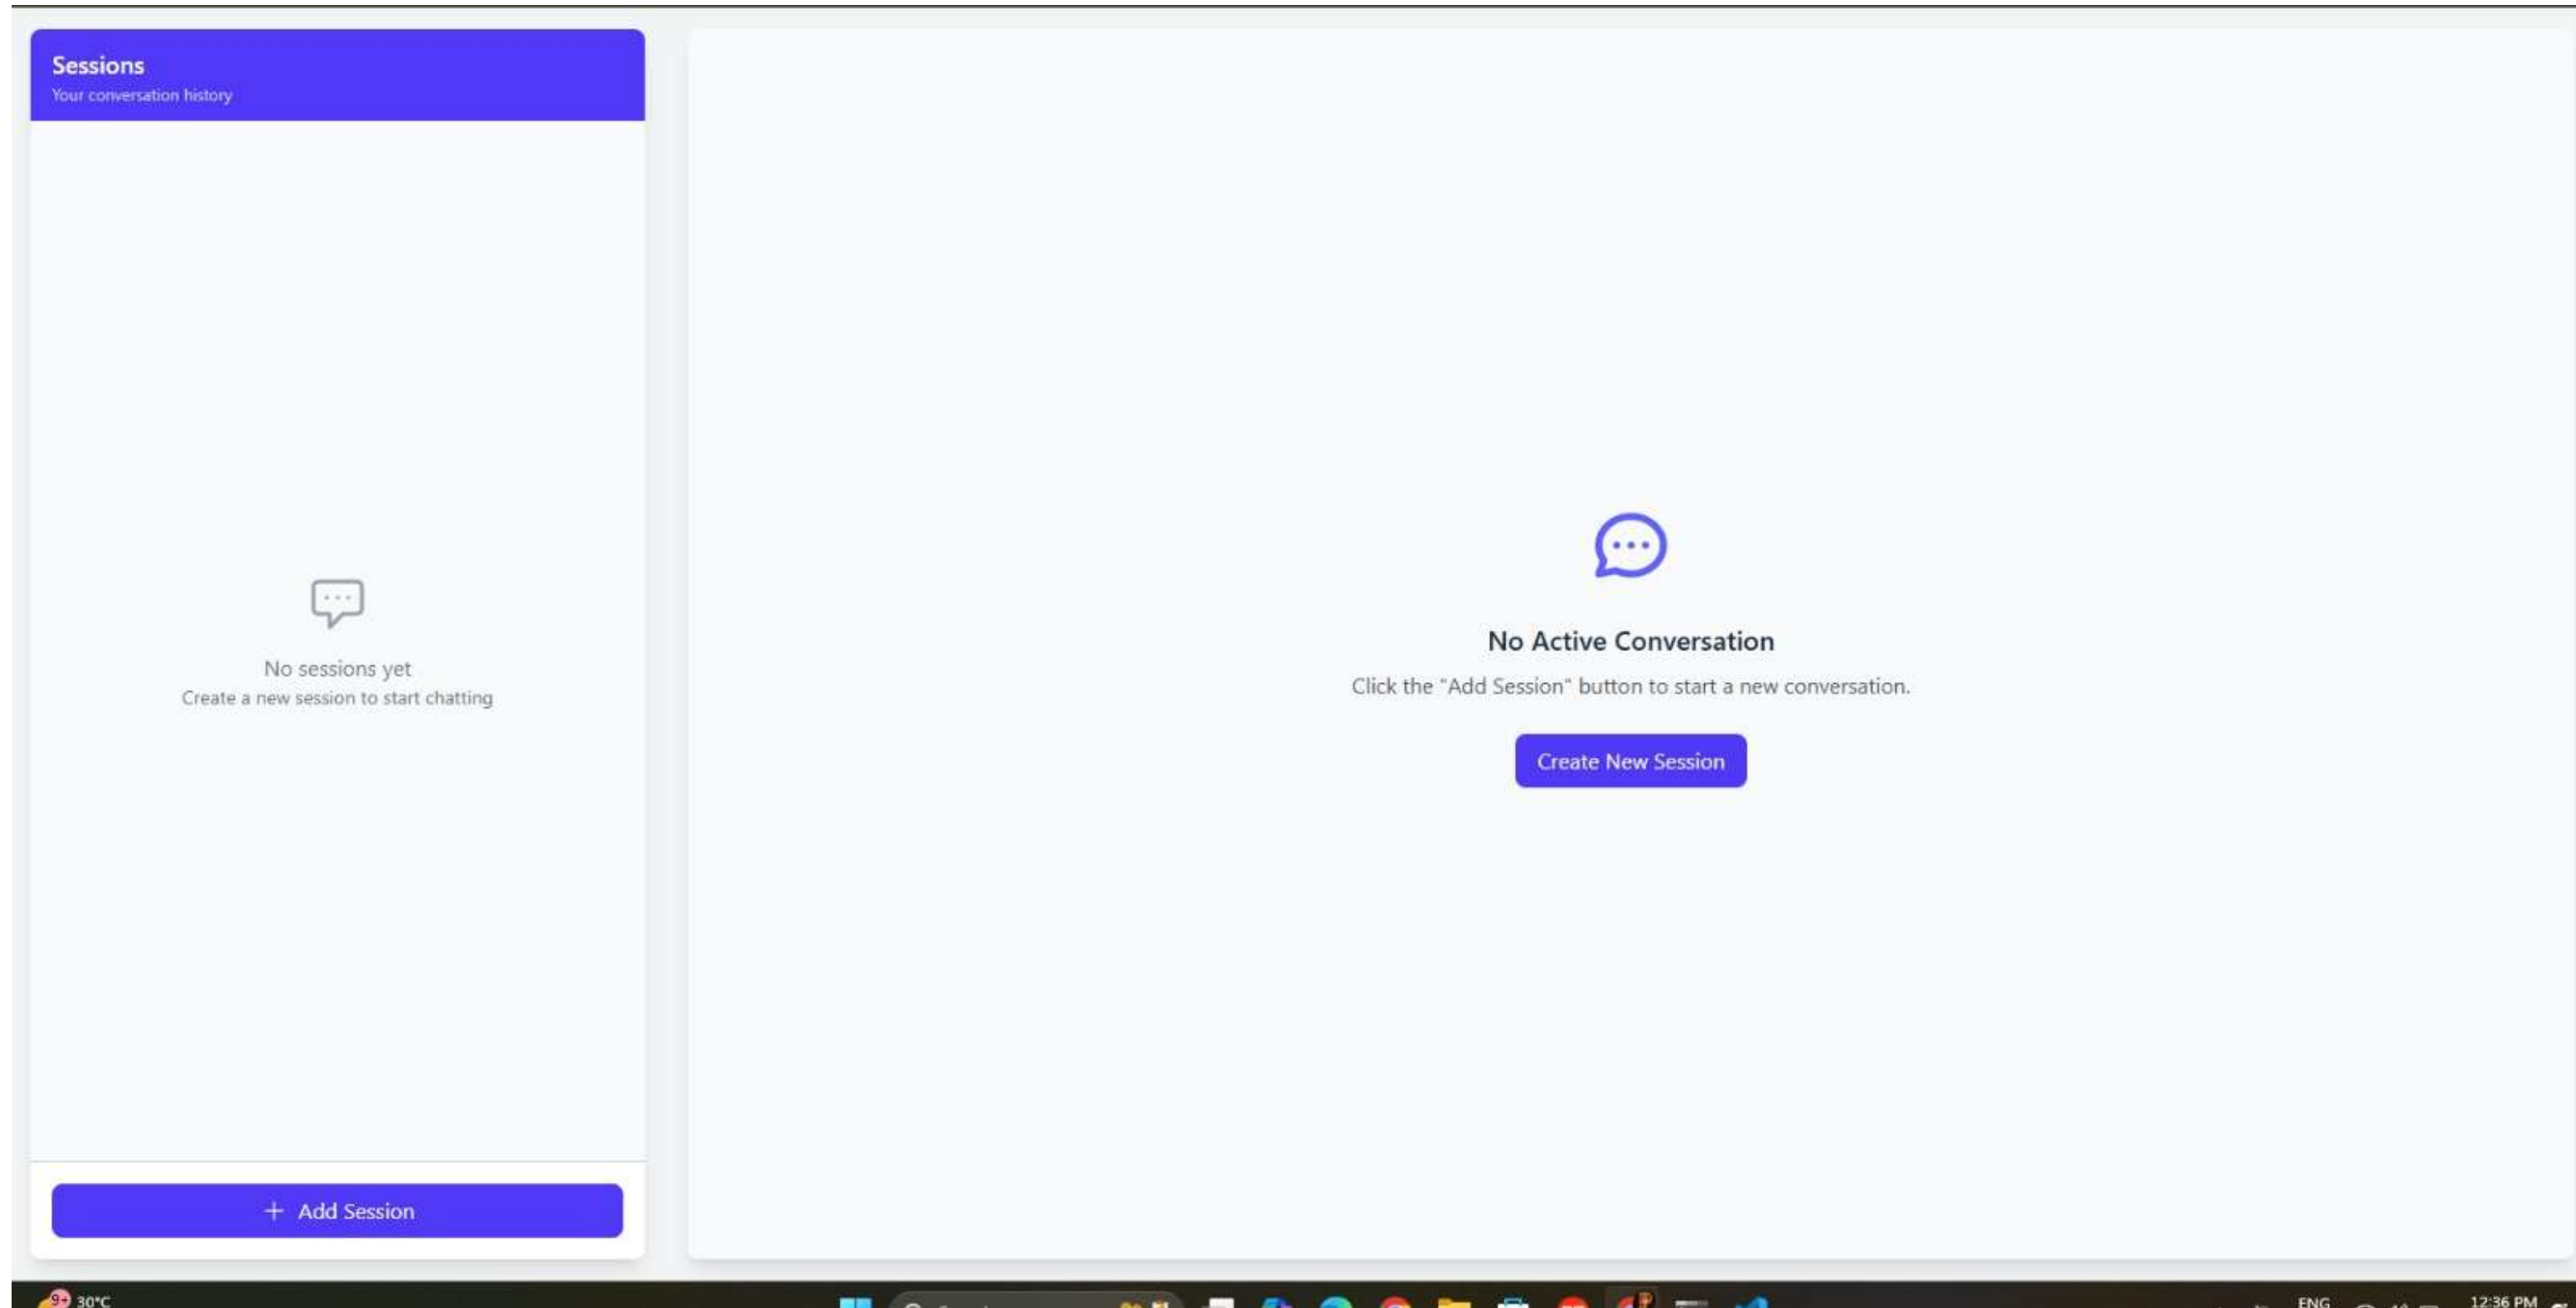 Sessions
Your conversation history
No sessions yet
Create a new session to start chatting
+ Add Session
No Active Conversation
Click the "Add Session" button to start a new conversation.
Create New Session
9+
30°C
ENG
12:36 PM